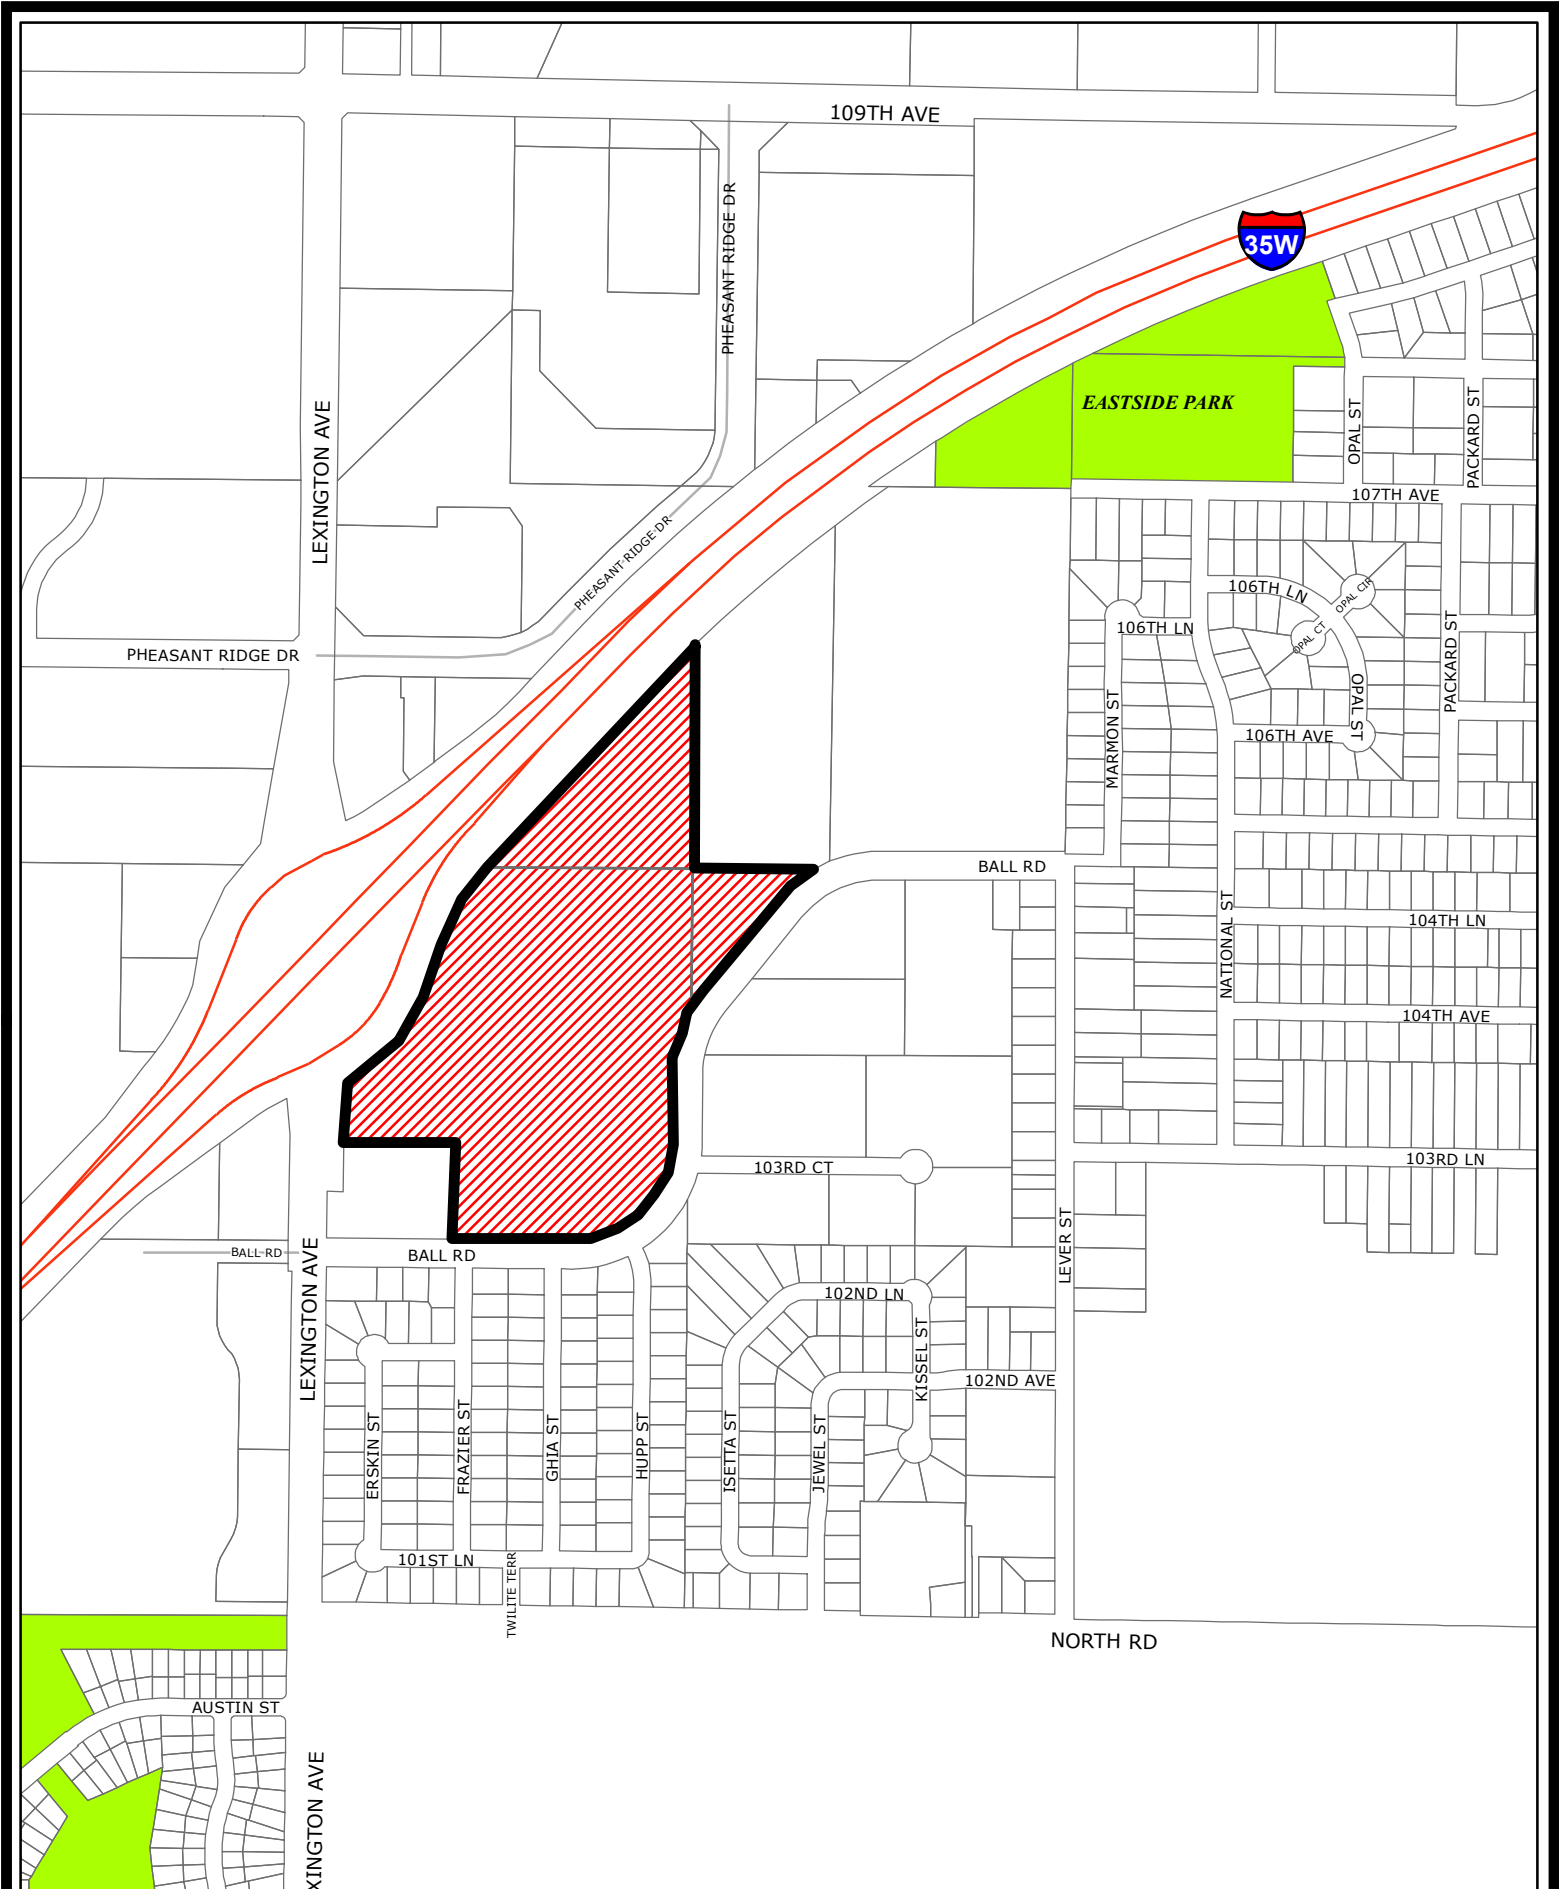 109TH AVE
PHEASANT RIDGE DR
35W
EASTSIDE PARK
LEXINGTON AVE
OPAL ST
PACKARD ST
107TH AVE
PHEASANT RIDGE DR
106TH LN
OPAL CIR
OPAL CT
106TH LN
PHEASANT RIDGE DR
PACKARD ST
OPAL ST
MARMON ST
106TH AVE
BALL RD
104TH LN
NATIONAL ST
104TH AVE
103RD LN
103RD CT
LEVER ST
BALL RD
BALL RD
LEXINGTON AVE
102ND LN
KISSEL ST
102ND AVE
ERSKIN ST
FRAZIER ST
GHIA ST
HUPP ST
ISETTA ST
JEWEL ST
101ST LN
TWILITE TERR
NORTH RD
AUSTIN ST
XINGTON AVE